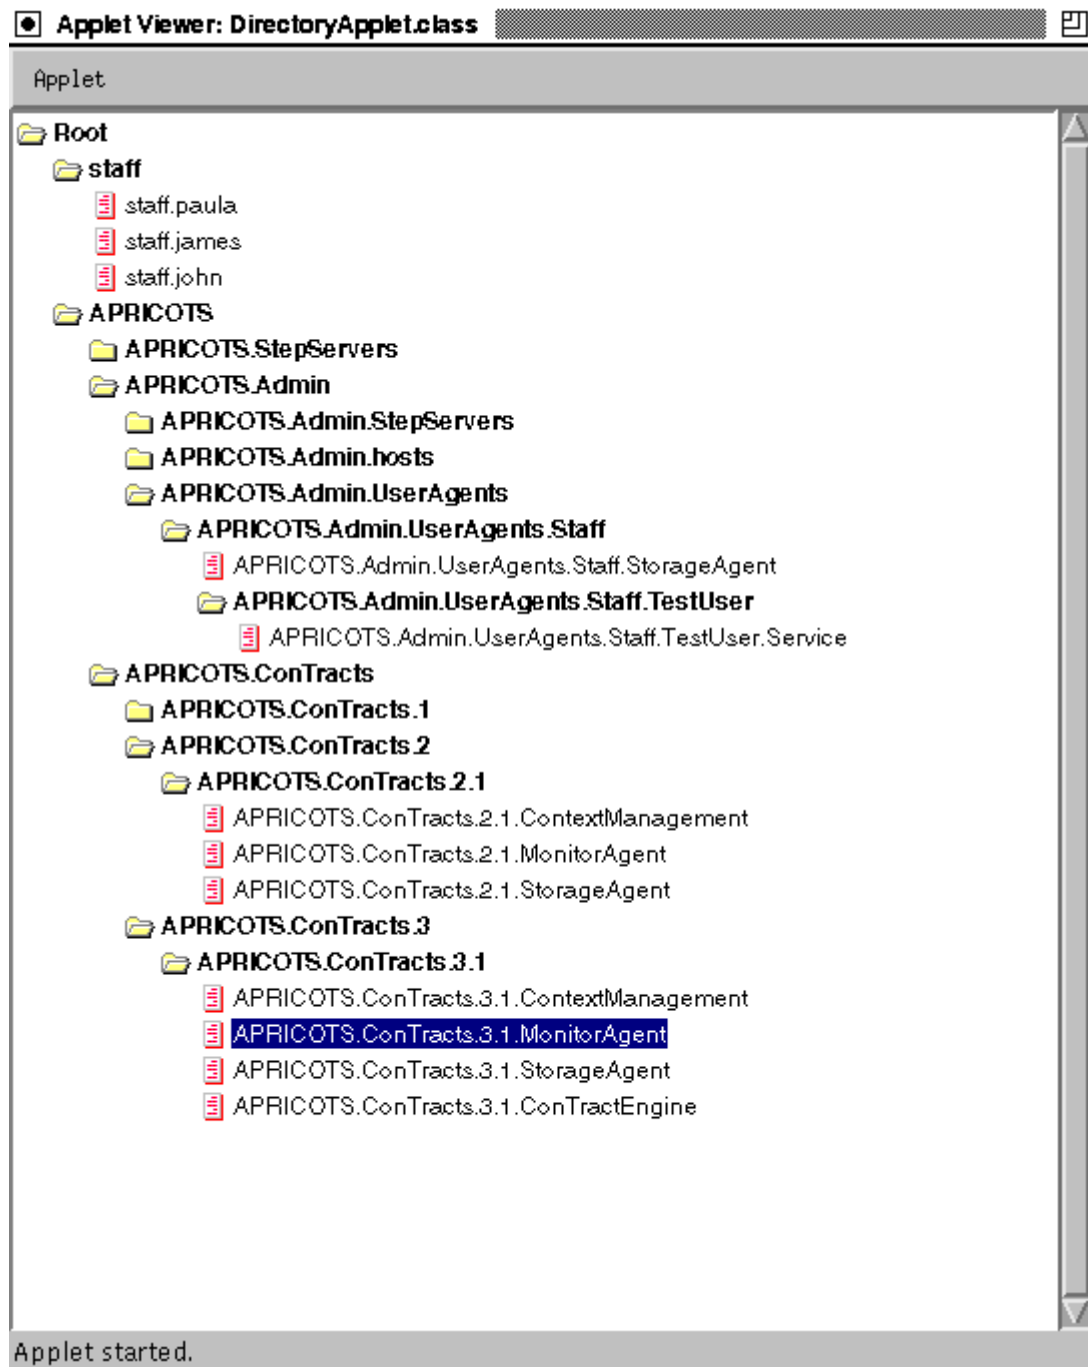 Applet Viewer: DirectoryApplet.class
Applet
Root
staff
staff.paula
staff.james
staff.john
APRICOTS
APRICOTS.StepServers
APRICOTS.Admin
APRICOTS.Admin.StepServers
APRICOTS.Admin.hosts
APRICOTS.Admin.UserAgents
APRICOTS.Admin.UserAgents.Staff
APRICOTS.Admin.UserAgents.Staff.StorageAgent
APRICOTS.Admin.UserAgents.Staff.TestUser
APRICOTS.Admin.UserAgents.Staff.TestUser.Service
APRICOTS.ConTracts
APRICOTS.ConTracts.1
APRICOTS.ConTracts.2
APRICOTS.ConTracts.2.1
APRICOTS.ConTracts.2.1.ContextManagement
APRICOTS.ConTracts.2.1.MonitorAgent
APRICOTS.ConTracts.2.1.StorageAgent
APRICOTS.ConTracts.3
APRICOTS.ConTracts.3.1
APRICOTS.ConTracts.3.1.ContextManagement
APRICOTS.ConTracts.3.1.MonitorAgent
APRICOTS.ConTracts.3.1.StorageAgent
APRICOTS.ConTracts.3.1.ConTractEngine
Applet started.